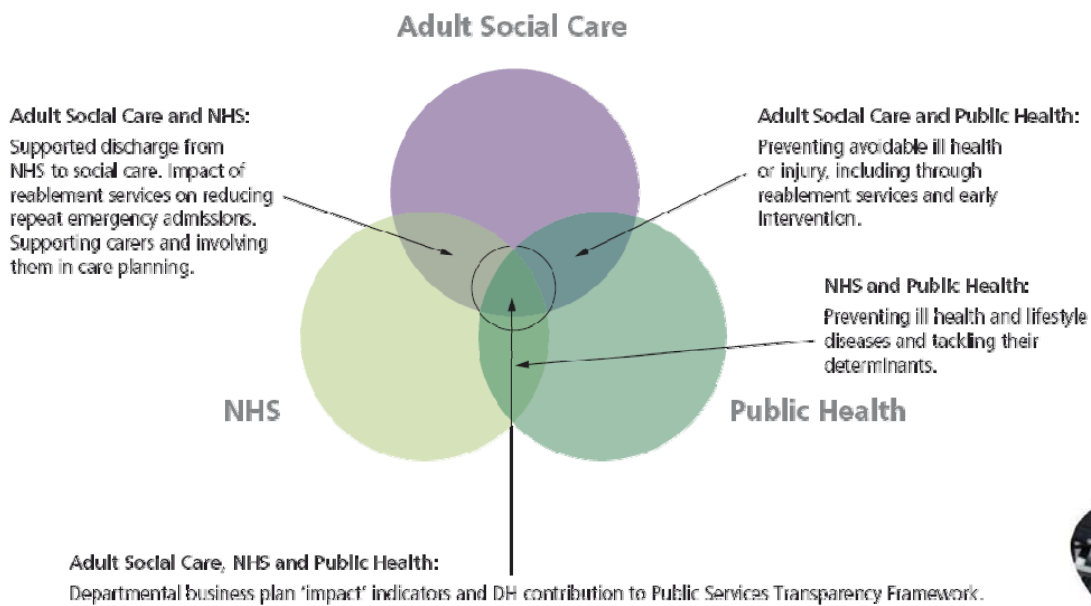 Adult Social Care
Adult Social Care and NHS:
Supported discharge from
NHS to social care. Impact of
reablement services on reducing
repeat emergency admissions.
Supporting carers and involving
them in care planning.
Adult Social Care and Public Health:
Preventing avoidable ill health
or injury, including through
reablement services and early
intervention.
NHS and Public Health:
Preventing ill health and lifestyle
diseases and tackling their
determinants.
NHS
Public Health
Adult Social Care, NHS and Public Health:
Departmental business plan ‘impact’ indicators and DH contribution to Public Services Transparency Framework.